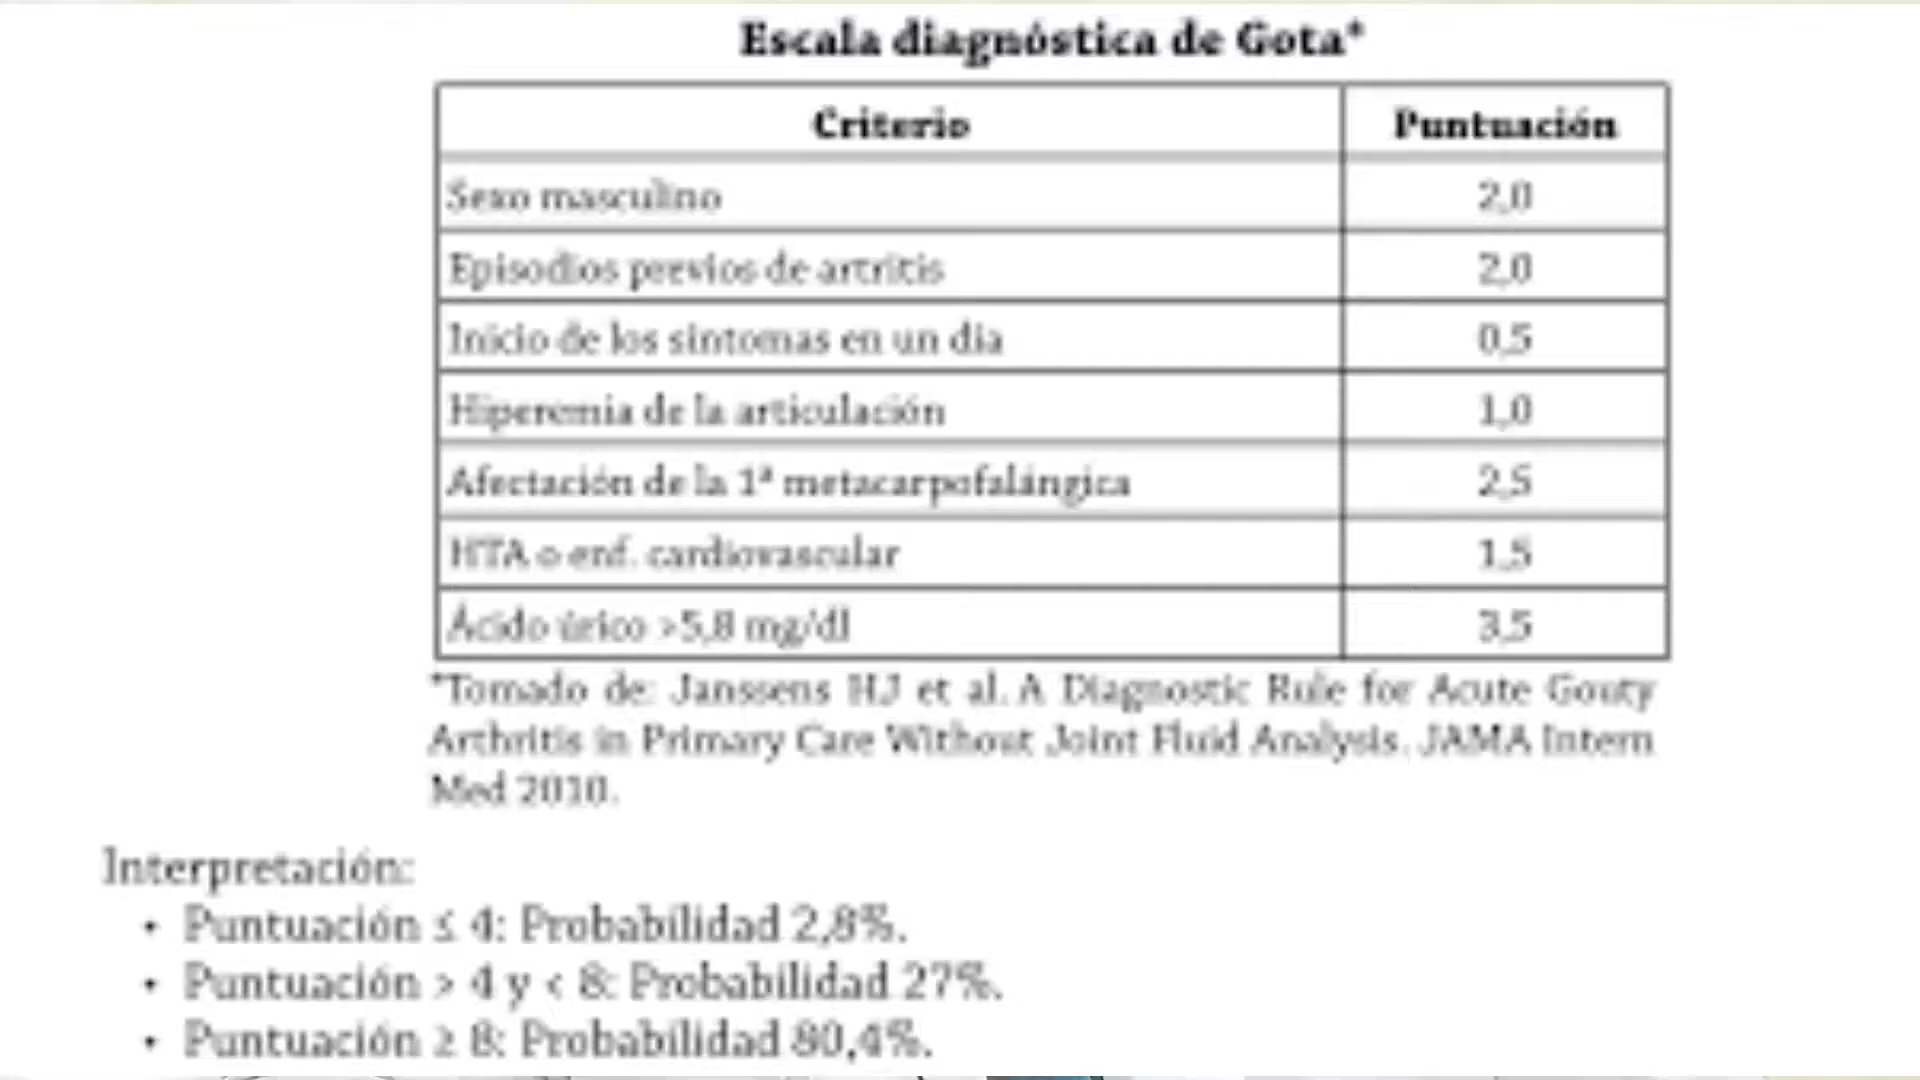 Escala diagnóstica de Gota*
Criterio Puntuación
Sexo masculino 2,0
Episodios previos de artritis 2,0
Inicio de los síntomas en un día 0,5
Hiperemia de la articulación 1,0
Afectación de la 1ª metacarpofalángica 2,5
HTA o enf. cardiovascular 1,5
Ácido úrico >5,8 mg/dl 3,5
*Tomado de: Janssens HJ et al. A Diagnostic Rule for Acute Gouty
Arthritis in Primary Care Without Joint Fluid Analysis. JAMA Intern
Med 2010.
Interpretación:
• Puntuación ≤ 4: Probabilidad 2,8%.
• Puntuación > 4 y < 8: Probabilidad 27%.
• Puntuación ≥ 8: Probabilidad 80,4%.